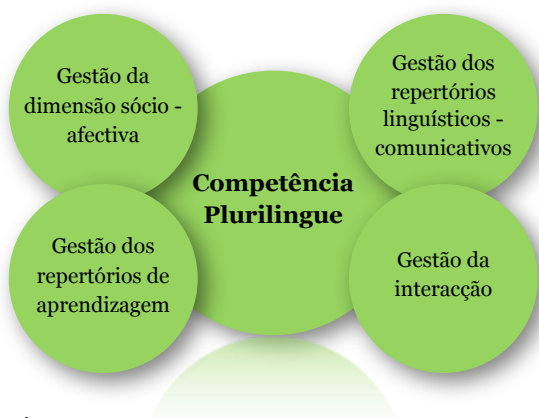 Gestão da
dimensão sócio -
afectiva
Gestão dos
repertórios
linguísticos -
comunicativos
Competência
Plurilingue
Gestão dos
repertórios de
aprendizagem
Gestão da
interacção